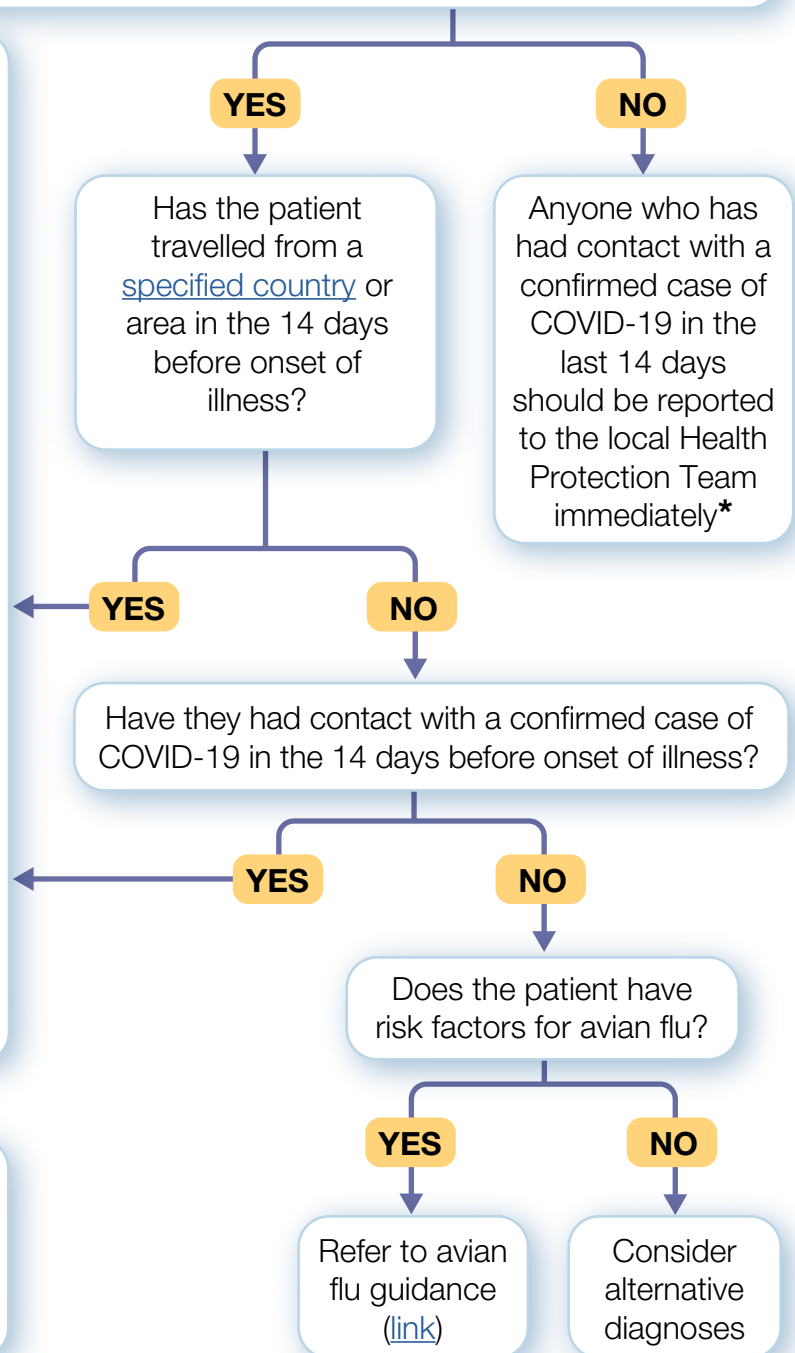 YES
NO
Has the patient
travelled from a
specified country or
area in the 14 days
before onset of
illness?
Anyone who has
had contact with a
confirmed case of
COVID-19 in the
last 14 days
should be reported
to the local Health
Protection Team
immediately*
YES
NO
Have they had contact with a confirmed case of
COVID-19 in the 14 days before onset of illness?
YES
NO
Does the patient have
risk factors for avian flu?
YES
NO
Refer to avian
flu guidance
(link)
Consider
alternative
diagnoses